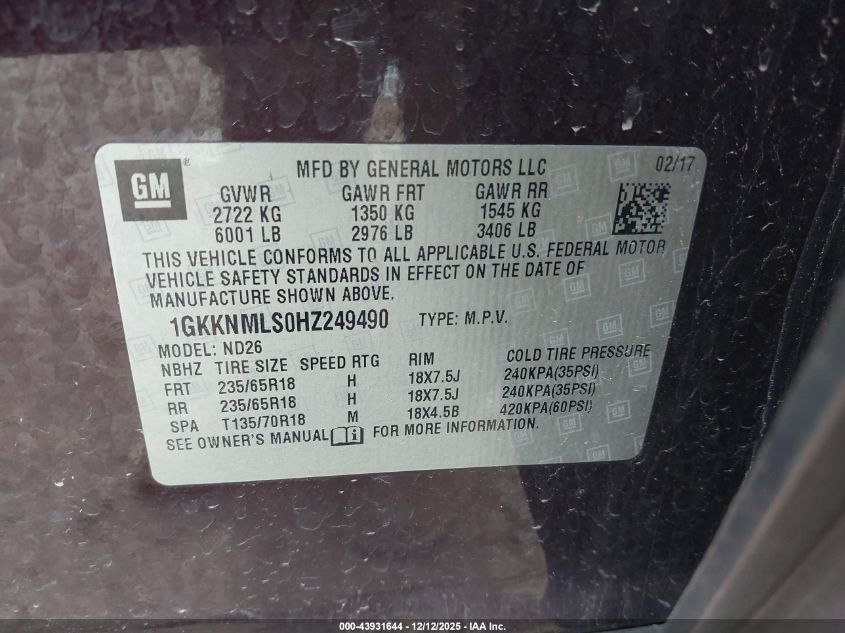 GM ® MFD BY GENERAL MOTORS LLC 02/17
GVWR GAWR FRT GAWR RR
2722 KG 1350 KG 1545 KG
6001 LB 2976 LB 3406 LB
THIS VEHICLE CONFORMS TO ALL APPLICABLE U.S. FEDERAL MOTOR
VEHICLE SAFETY STANDARDS IN EFFECT ON THE DATE OF
MANUFACTURE SHOWN ABOVE.
1GKKNMLS0HZ249490 TYPE: M.P.V.
MODEL: ND26
NBHZ TIRE SIZE SPEED RTG RIM COLD TIRE PRESSURE
FRT 235/65R18 H 18X7.5J 240KPA(35PSI)
RR 235/65R18 H 18X7.5J 240KPA(35PSI)
SPA T135/70R18 M 18X4.5B 420KPA(60PSI)
SEE OWNER'S MANUAL FOR MORE INFORMATION.
000-43931644 - 12/12/2025 - IAA Inc.